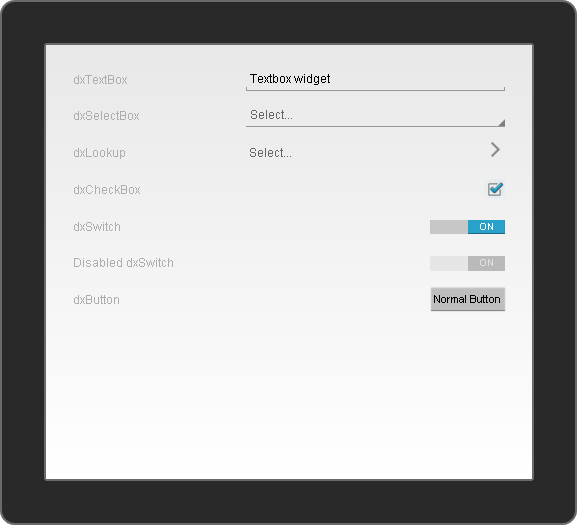 dxTextBox Textbox widget
dxSelectBox Select...
dxLookup Select...
dxCheckBox
dxSwitch ON
Disabled dxSwitch ON
dxButton Normal Button